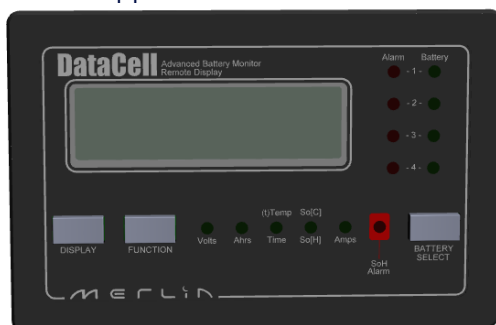 DataCell Advanced Battery Monitor
Remote Display
Alarm Battery
- 1 -
- 2 -
- 3 -
- 4 -
(t)Temp So[C]
Volts Ahrs Time So[H] Amps
DISPLAY FUNCTION
SoH
Alarm
BATTERY
SELECT
MERLIN